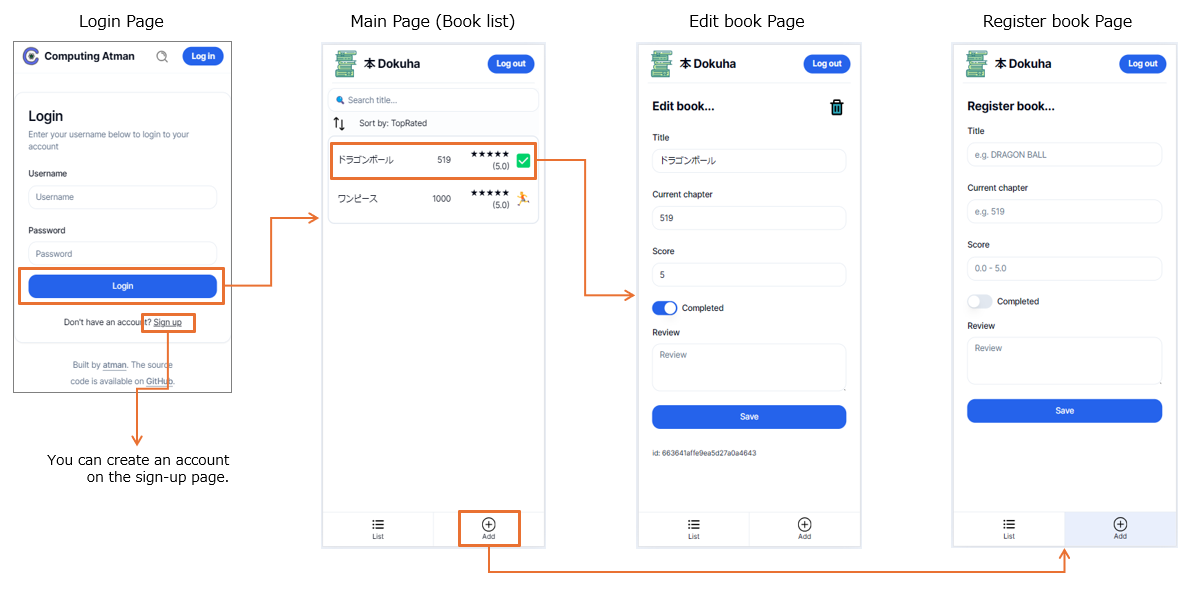 Login Page
Computing Atman
Log in
Login
Enter your username below to login to your
account
Username
Username
Password
Password
Login
Don't have an account? Sign up
Built by atman. The source
code is available on GitHub.
You can create an account
on the sign-up page.
Main Page (Book list)
本 Dokuha
Log out
Search title...
Sort by: TopRated
ドラゴンボール 519 ★★★★★
(5.0)
ワンピース 1000 ★★★★★
(5.0)
List
Add
Edit book Page
本 Dokuha
Log out
Edit book...
Title
ドラゴンボール
Current chapter
519
Score
5
Completed
Review
Review
Save
id: 663641affe9ea5d27a0a4643
List
Add
Register book Page
本 Dokuha
Log out
Register book...
Title
e.g. DRAGON BALL
Current chapter
e.g. 519
Score
0.0 - 5.0
Completed
Review
Review
Save
List
Add